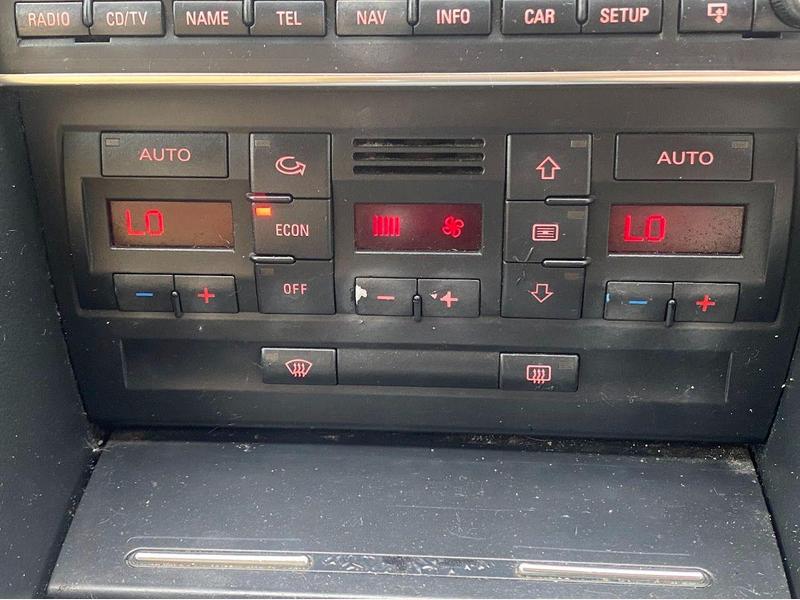 RADIO CD/TV NAME TEL NAV INFO CAR SETUP
AUTO AUTO
LO ECON LO
- + OFF - + - +